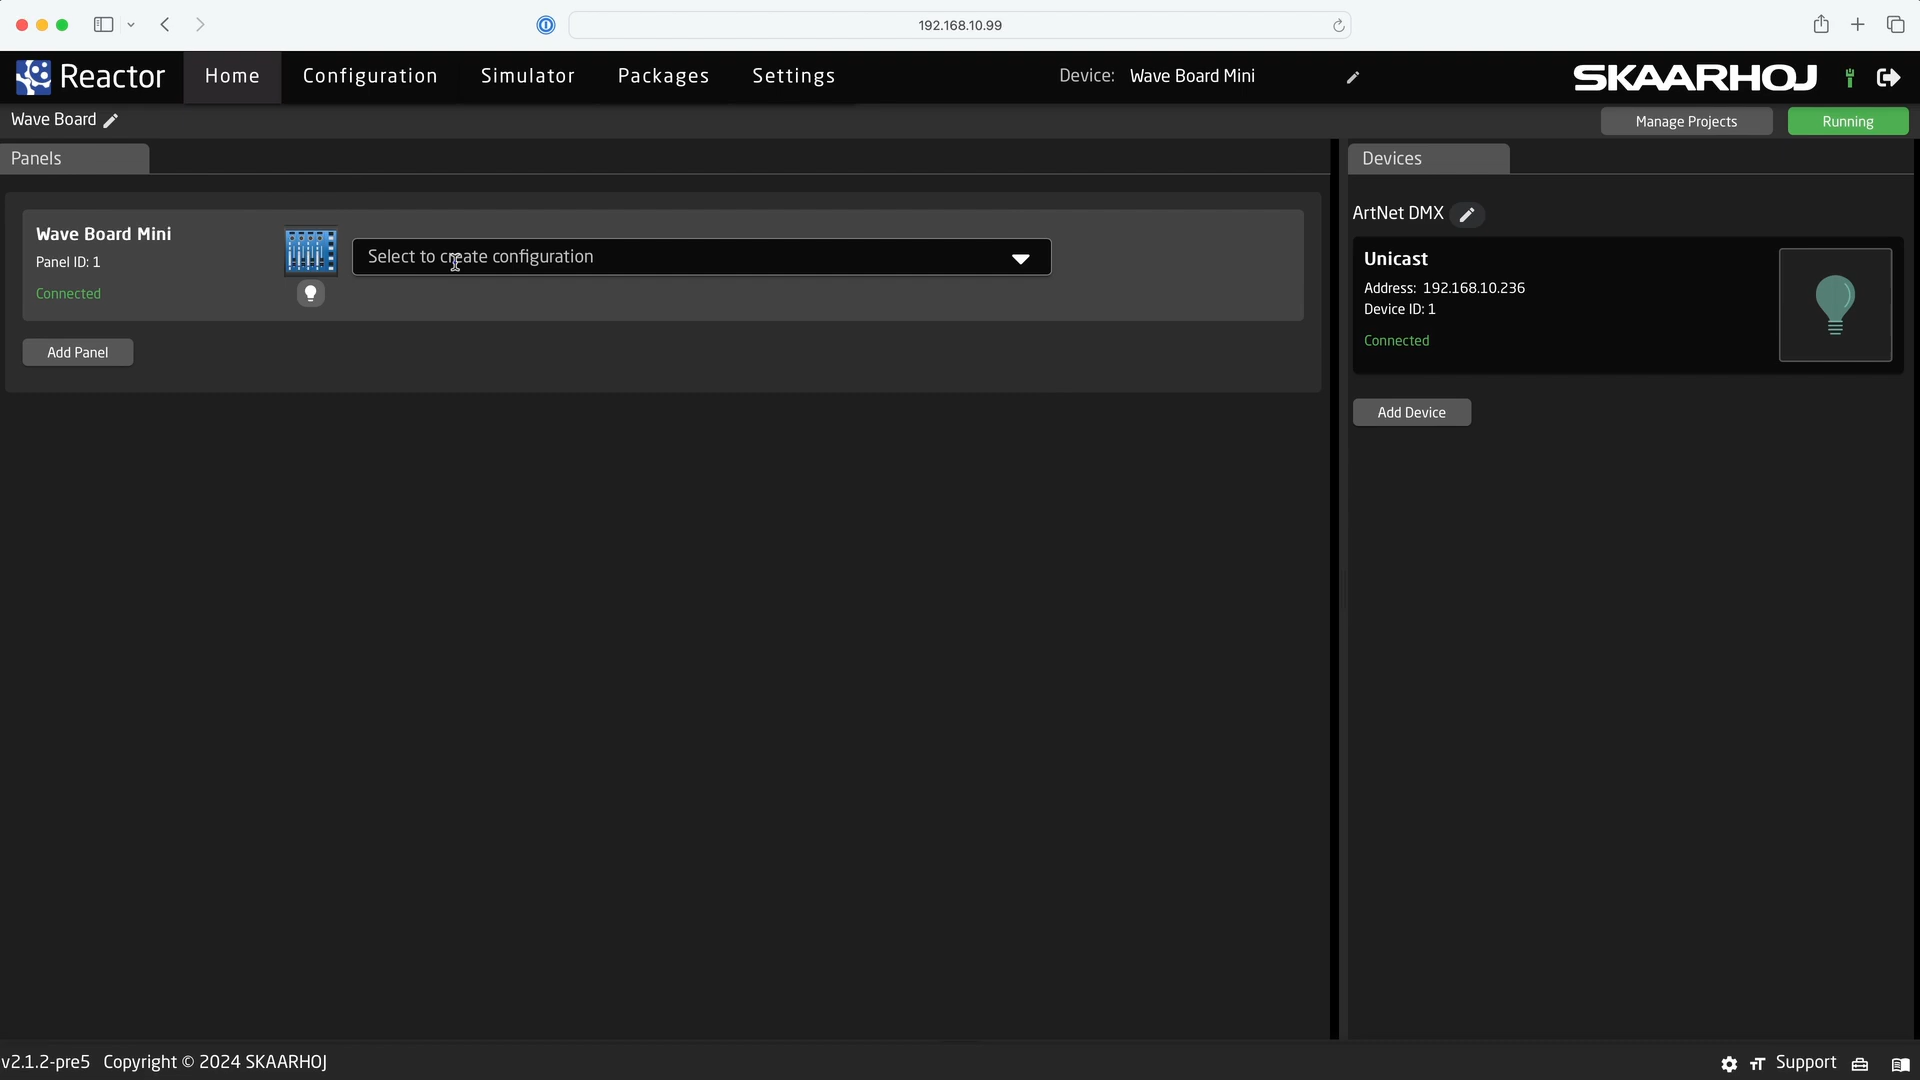 192.168.10.99
Reactor
Home
Configuration
Simulator
Packages
Settings
Device: Wave Board Mini
SKAARHOJ
Wave Board
Manage Projects
Running
Panels
Devices
Wave Board Mini
Panel ID: 1
Connected
Select to create configuration
Add Panel
ArtNet DMX
Unicast
Address: 192.168.10.236
Device ID: 1
Connected
Add Device
v2.1.2-pre5 Copyright © 2024 SKAARHOJ
Support